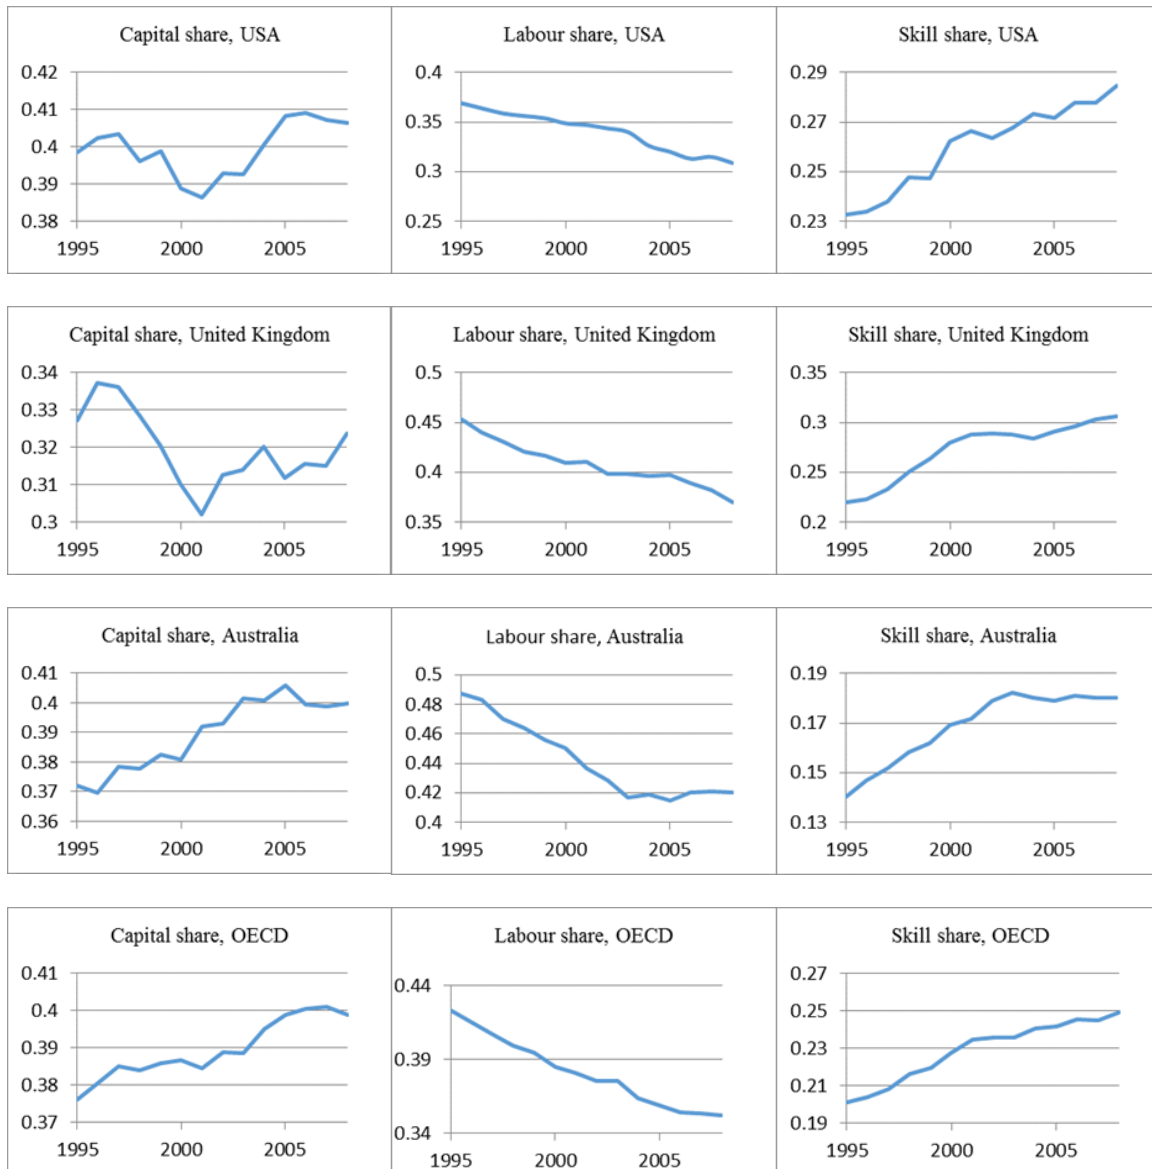 Capital share, USA
0.42
0.41
0.4
0.39
0.38
1995 2000 2005
Labour share, USA
0.4
0.35
0.3
0.25
1995 2000 2005
Skill share, USA
0.29
0.27
0.25
0.23
1995 2000 2005
Capital share, United Kingdom
0.34
0.33
0.32
0.31
0.3
1995 2000 2005
Labour share, United Kingdom
0.5
0.45
0.4
0.35
1995 2000 2005
Skill share, United Kingdom
0.35
0.3
0.25
0.2
1995 2000 2005
Capital share, Australia
0.41
0.4
0.39
0.38
0.37
0.36
1995 2000 2005
Labour share, Australia
0.5
0.48
0.46
0.44
0.42
0.4
1995 2000 2005
Skill share, Australia
0.19
0.17
0.15
0.13
1995 2000 2005
Capital share, OECD
0.41
0.4
0.39
0.38
0.37
1995 2000 2005
Labour share, OECD
0.44
0.39
0.34
1995 2000 2005
Skill share, OECD
0.27
0.25
0.23
0.21
0.19
1995 2000 2005